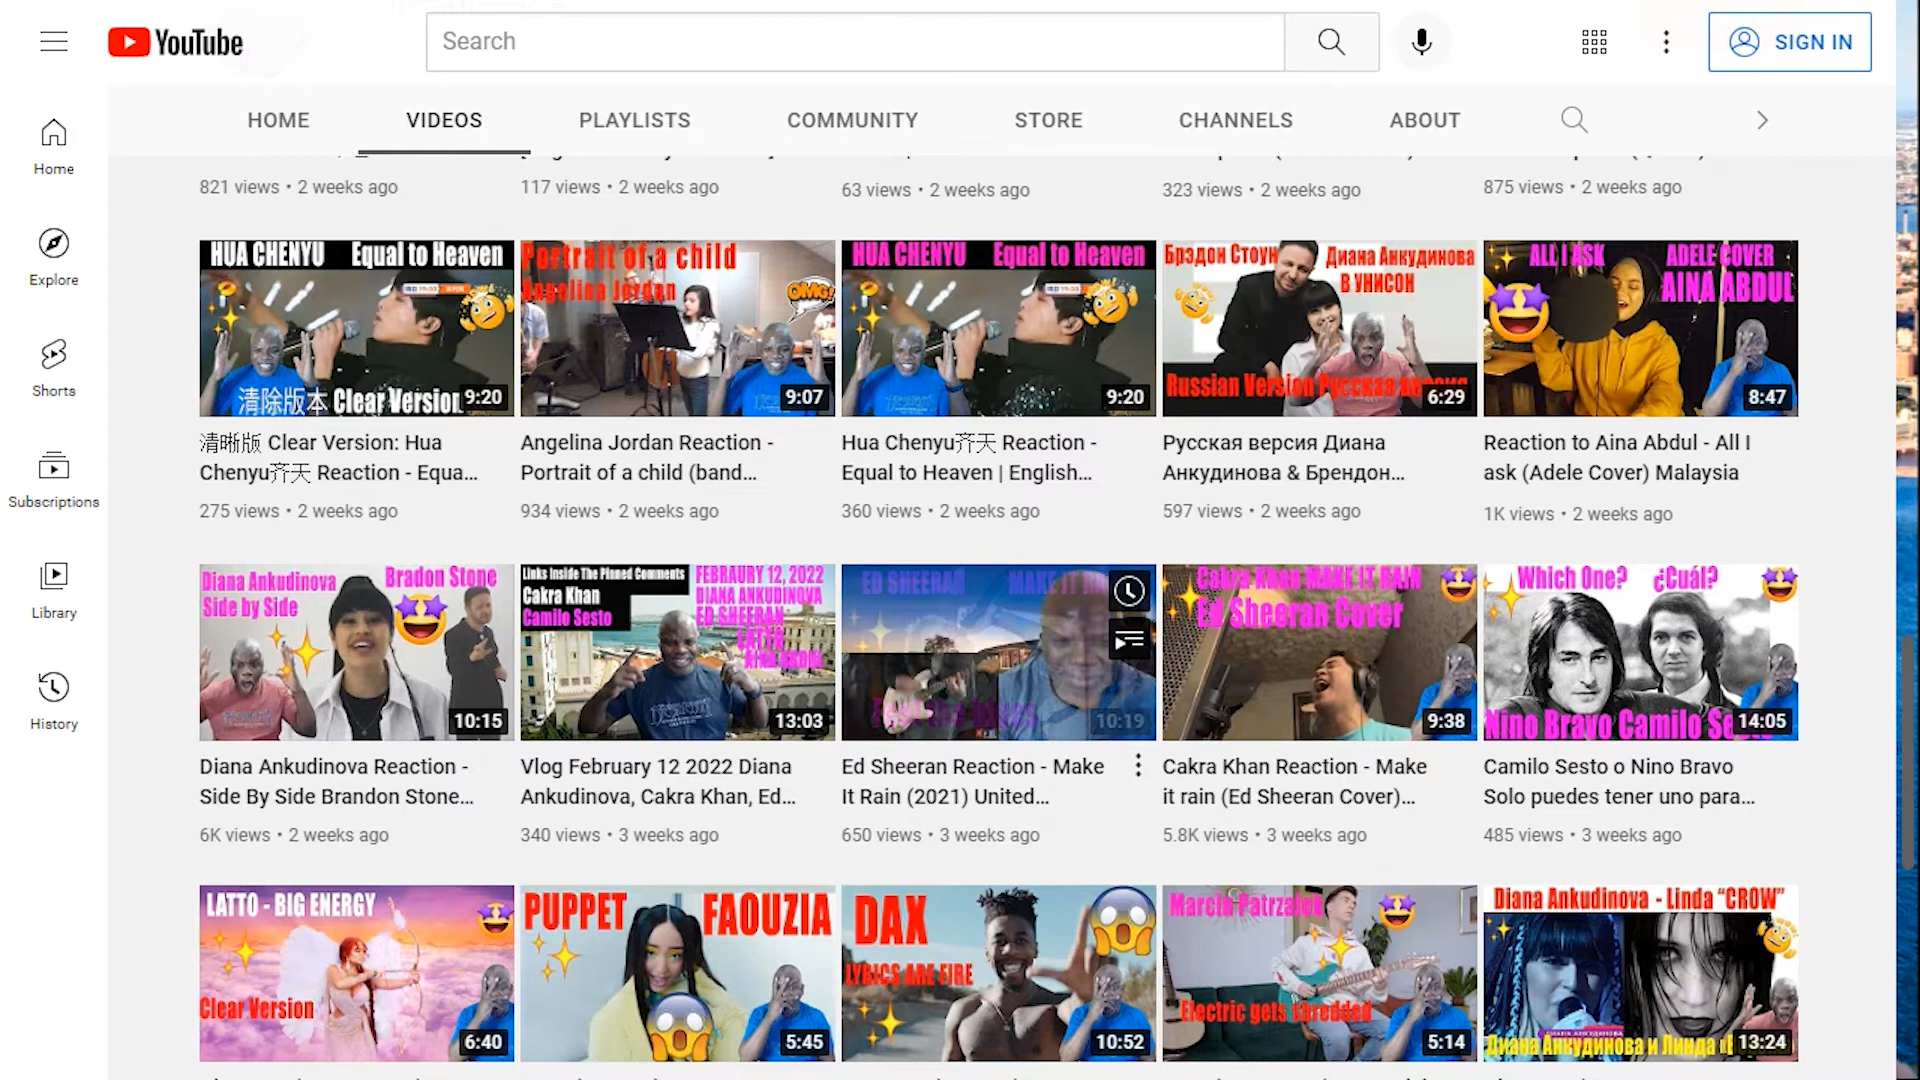 YouTube
Search
SIGN IN
HOME
VIDEOS
PLAYLISTS
COMMUNITY
STORE
CHANNELS
ABOUT
Home
Explore
Shorts
Subscriptions
Library
History
821 views • 2 weeks ago
117 views • 2 weeks ago
63 views • 2 weeks ago
323 views • 2 weeks ago
875 views • 2 weeks ago
HUA CHENYU Equal to Heaven
清除版本 Clear Version
9:20
Portrait of a child
Angelina Jordan
OMG!
9:07
HUA CHENYU Equal to Heaven
9:20
Брэдон Стоун
Диана Анкудинова
В УНИСОН
Russian Version Русская версия
6:29
ALL I ASK ADELE COVER
AINA ABDUL
8:47
清晰版 Clear Version: Hua
Chenyu齐天 Reaction - Equa...
275 views • 2 weeks ago
Angelina Jordan Reaction -
Portrait of a child (band...
934 views • 2 weeks ago
Hua Chenyu齐天 Reaction -
Equal to Heaven | English...
360 views • 2 weeks ago
Русская версия Диана
Анкудинова & Брендон...
597 views • 2 weeks ago
Reaction to Aina Abdul - All I
ask (Adele Cover) Malaysia
1K views • 2 weeks ago
Diana Ankudinova
Bradon Stone
Side by Side
10:15
Links Inside The Pinned Comments
Cakra Khan
Camilo Sesto
FEBRAURY 12, 2022
DIANA ANKUDINOVA
ED SHEERAN
LATTO
AINA ABDUL
13:03
ED SHEERAN MAKE IT
10:19
Cakra Khan MAKE IT RAIN
Ed Sheeran Cover
9:38
Which One? ¿Cuál?
Nino Bravo Camilo Se
14:05
Diana Ankudinova Reaction -
Side By Side Brandon Stone...
6K views • 2 weeks ago
Vlog February 12 2022 Diana
Ankudinova, Cakra Khan, Ed...
340 views • 3 weeks ago
Ed Sheeran Reaction - Make
It Rain (2021) United...
650 views • 3 weeks ago
Cakra Khan Reaction - Make
it rain (Ed Sheeran Cover)...
5.8K views • 3 weeks ago
Camilo Sesto o Nino Bravo
Solo puedes tener uno para...
485 views • 3 weeks ago
LATTO - BIG ENERGY
Clear Version
6:40
PUPPET FAOUZIA
5:45
DAX
LYRICS ARE FIRE
10:52
Marcin Patrzalek
Electric gets shredded
5:14
Diana Ankudinova - Linda "CROW"
Диана Анкудинова и Линда
13:24